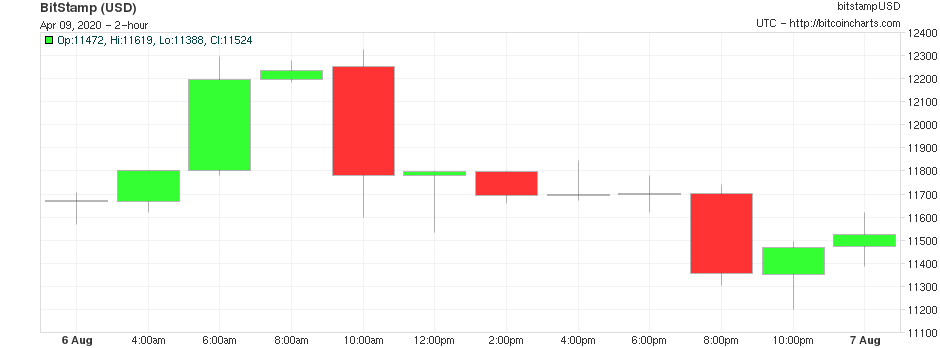 BitStamp (USD)
bitstampUSD
Apr 09, 2020 - 2-hour
UTC - http://bitcoincharts.com
Op:11472, Hi:11619, Lo:11388, Cl:11524
12400
12300
12200
12100
12000
11900
11800
11700
11600
11500
11400
11300
11200
11100
6 Aug
4:00am
6:00am
8:00am
10:00am
12:00pm
2:00pm
4:00pm
6:00pm
8:00pm
10:00pm
7 Aug